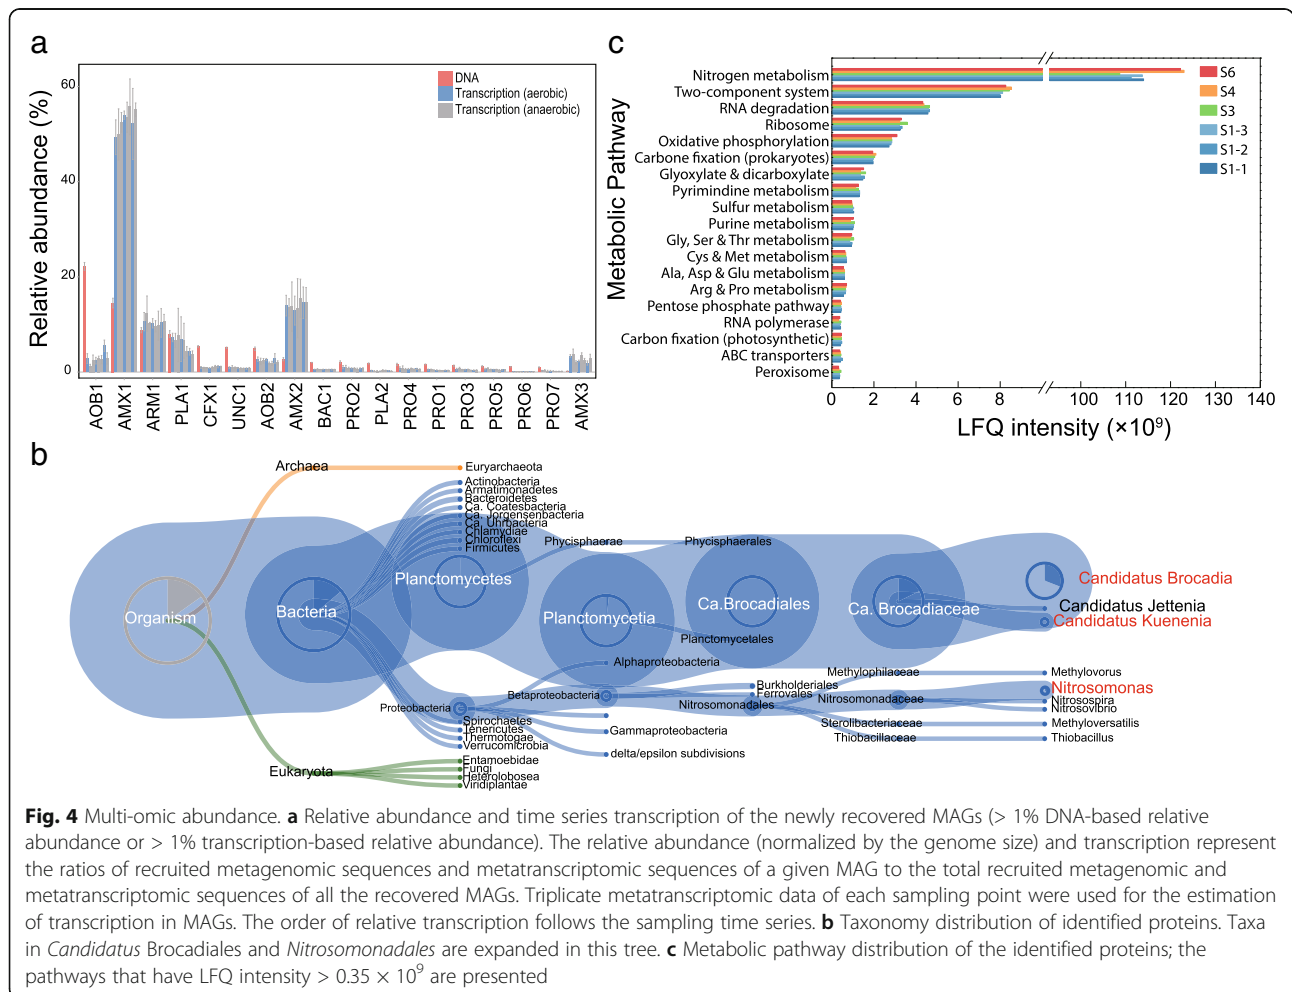 a
Relative abundance (%)
60
40
20
0
DNA
Transcription (aerobic)
Transcription (anaerobic)
AOB1
AMX1
ARM1
PLA1
CFX1
UNC1
AOB2
AMX2
BAC1
PRO2
PLA2
PRO4
PRO1
PRO3
PRO5
PRO6
PRO7
AMX3
c
Metabolic Pathway
Nitrogen metabolism
Two-component system
RNA degradation
Ribosome
Oxidative phosphorylation
Carbone fixation (prokaryotes)
Glyoxylate & dicarboxylate
Pyrimindine metabolism
Sulfur metabolism
Purine metabolism
Gly, Ser & Thr metabolism
Cys & Met metabolism
Ala, Asp & Glu metabolism
Arg & Pro metabolism
Pentose phosphate pathway
RNA polymerase
Carbon fixation (photosynthetic)
ABC transporters
Peroxisome
S6
S4
S3
S1-3
S1-2
S1-1
0 2 4 6 8 100 110 120 130 140
LFQ intensity (×10⁹)
b
Organism
Archaea
Bacteria
Eukaryota
Euryarchaeota
Actinobacteria
Armatimonadetes
Bacteroidetes
Ca. Coatesbacteria
Ca. Jorgensenbacteria
Ca. Uhrbacteria
Chlamydiae
Chloroflexi
Firmicutes
Planctomycetes
Proteobacteria
Spirochaetes
Tenericutes
Thermotogae
Verrucomicrobia
Entamoebidae
Fungi
Heterolobosea
Viridiplantae
Phycisphaerae
Planctomycetia
Alphaproteobacteria
Betaproteobacteria
Gammaproteobacteria
delta/epsilon subdivisions
Phycisphaerales
Ca.Brocadiales
Planctomycetales
Burkholderiales
Ferrovales
Nitrosomonadales
Ca. Brocadiaceae
Methylophilaceae
Nitrosomonadaceae
Sterolibacteriaceae
Thiobacillaceae
Candidatus Brocadia
Candidatus Jettenia
Candidatus Kuenenia
Methylovorus
Nitrosomonas
Nitrosospira
Nitrosovibrio
Methyloversatilis
Thiobacillus
Fig. 4 Multi-omic abundance. a Relative abundance and time series transcription of the newly recovered MAGs (> 1% DNA-based relative
abundance or > 1% transcription-based relative abundance). The relative abundance (normalized by the genome size) and transcription represent
the ratios of recruited metagenomic sequences and metatranscriptomic sequences of a given MAG to the total recruited metagenomic and
metatranscriptomic sequences of all the recovered MAGs. Triplicate metatranscriptomic data of each sampling point were used for the estimation
of transcription in MAGs. The order of relative transcription follows the sampling time series. b Taxonomy distribution of identified proteins. Taxa
in Candidatus Brocadiales and Nitrosomonadales are expanded in this tree. c Metabolic pathway distribution of the identified proteins; the
pathways that have LFQ intensity > 0.35 × 10⁹ are presented